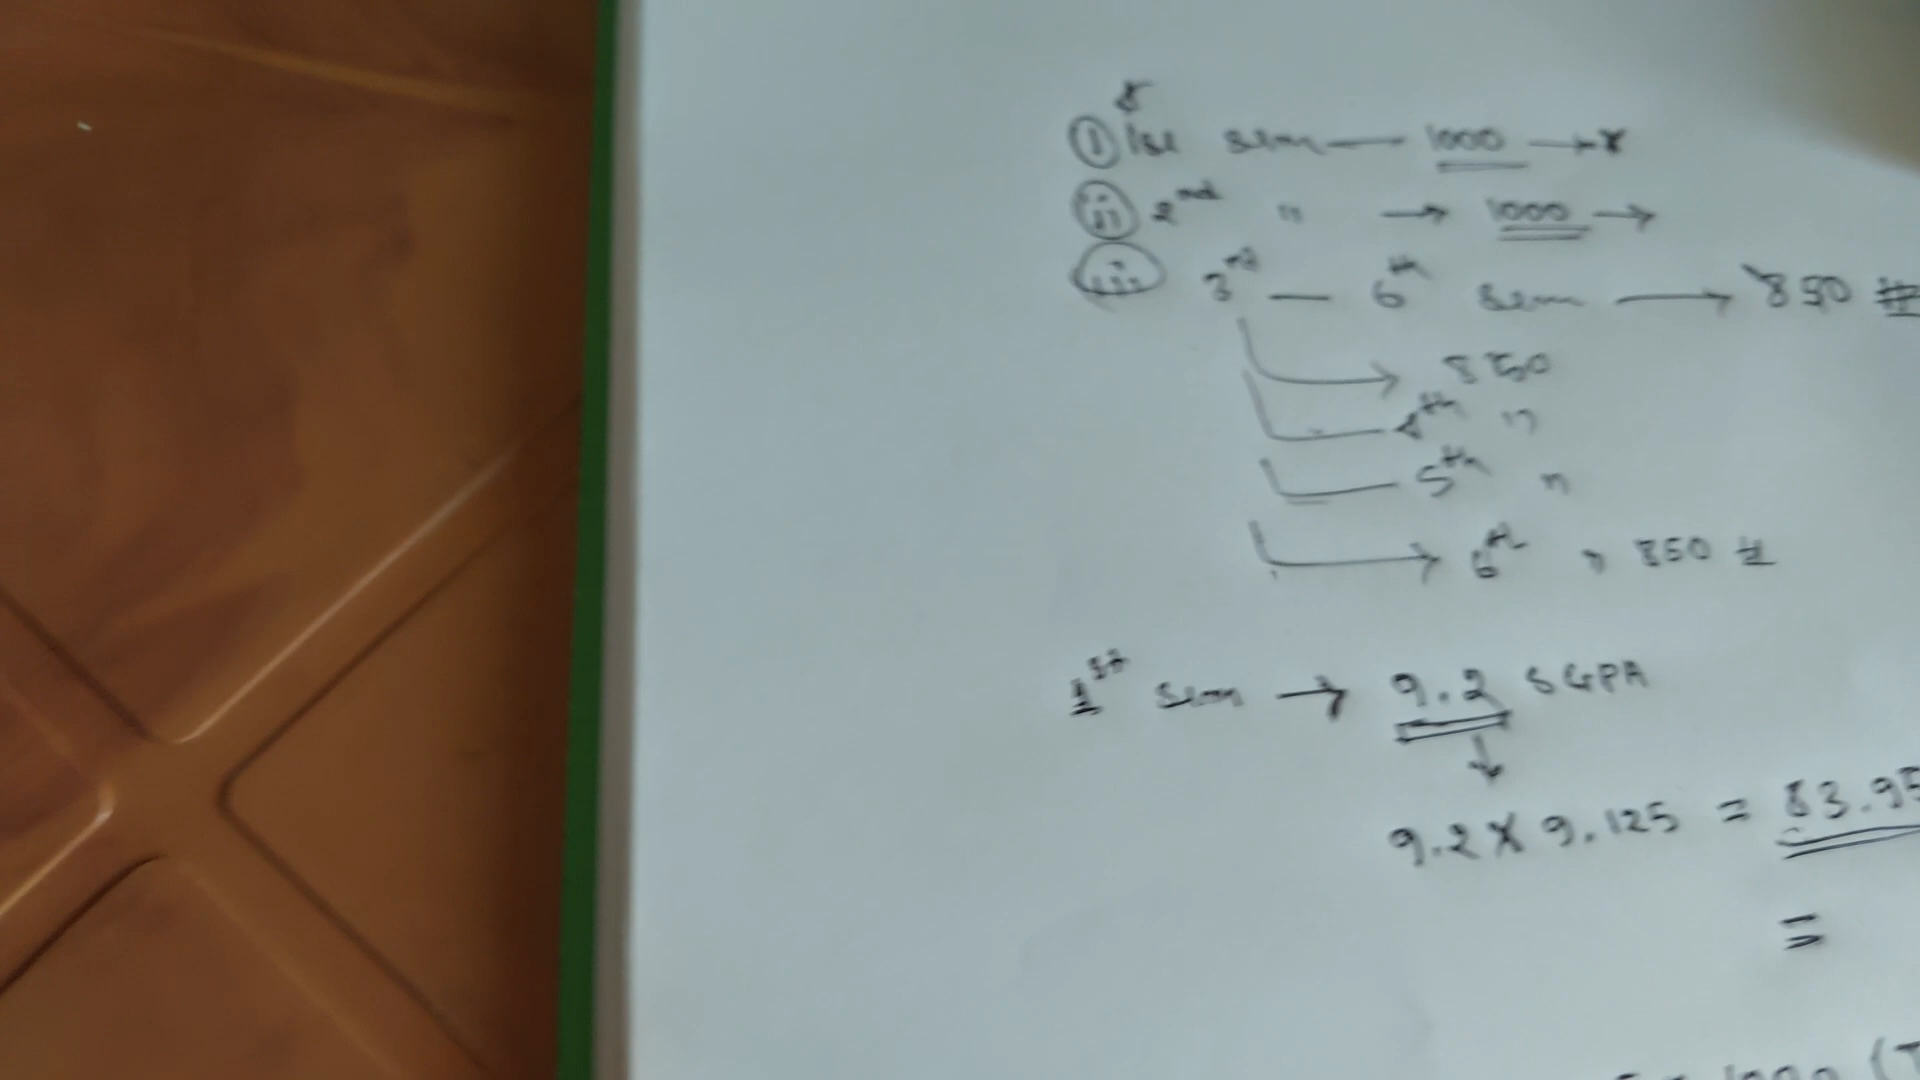 ① 1st sem — 1000 →
ⅱ 2nd " → 1000 →
ⅲ 3rd — 6th sem → 850
→ 850
4th "
5th "
→ 6th " 850
1st sem → 9.2 SGPA
↓
9.2 X 9.125 = 83.95
=